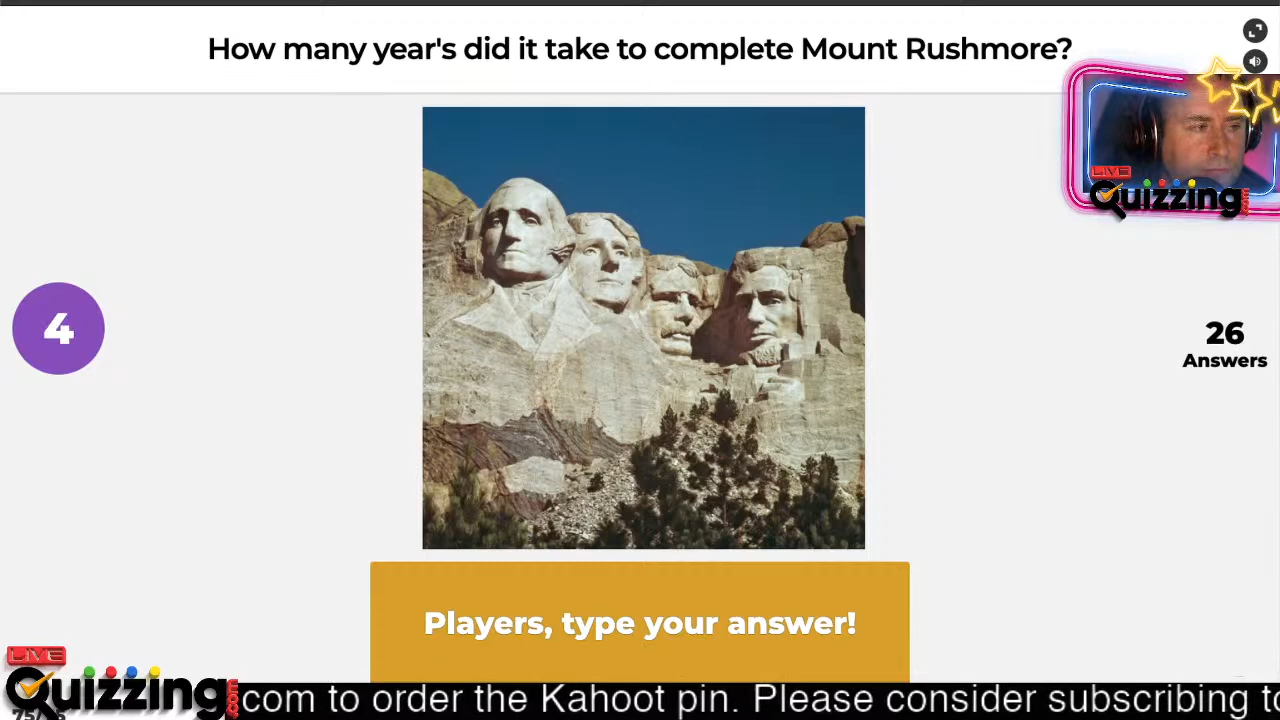 How many year's did it take to complete Mount Rushmore?
LIVE
Quizzing
4
26
Answers
Players, type your answer!
LIVE
Quizzing
.com
com to order the Kahoot pin. Please consider subscribing to